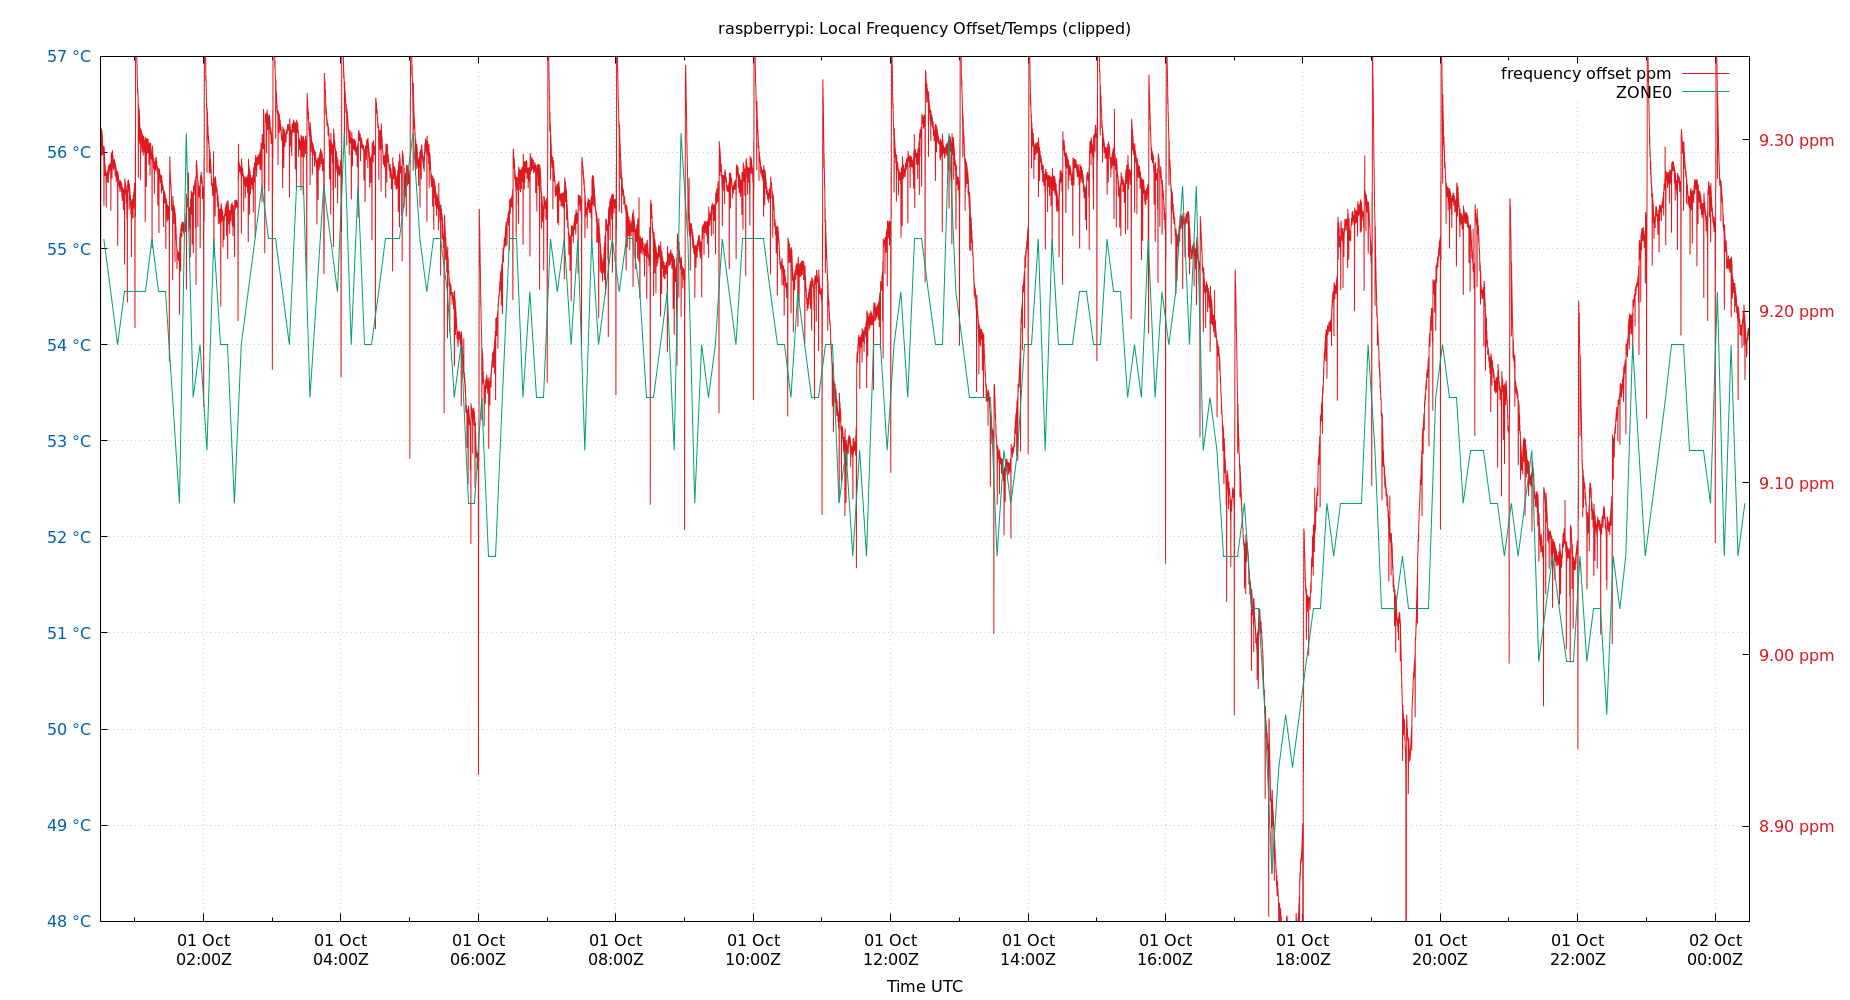 raspberrypi: Local Frequency Offset/Temps (clipped)
57 °C
56 °C
55 °C
54 °C
53 °C
52 °C
51 °C
50 °C
49 °C
48 °C
frequency offset ppm
ZONE0
9.30 ppm
9.20 ppm
9.10 ppm
9.00 ppm
8.90 ppm
01 Oct 01 Oct 01 Oct 01 Oct 01 Oct 01 Oct 01 Oct 01 Oct 01 Oct 01 Oct 01 Oct 02 Oct
02:00Z 04:00Z 06:00Z 08:00Z 10:00Z 12:00Z 14:00Z 16:00Z 18:00Z 20:00Z 22:00Z 00:00Z
Time UTC